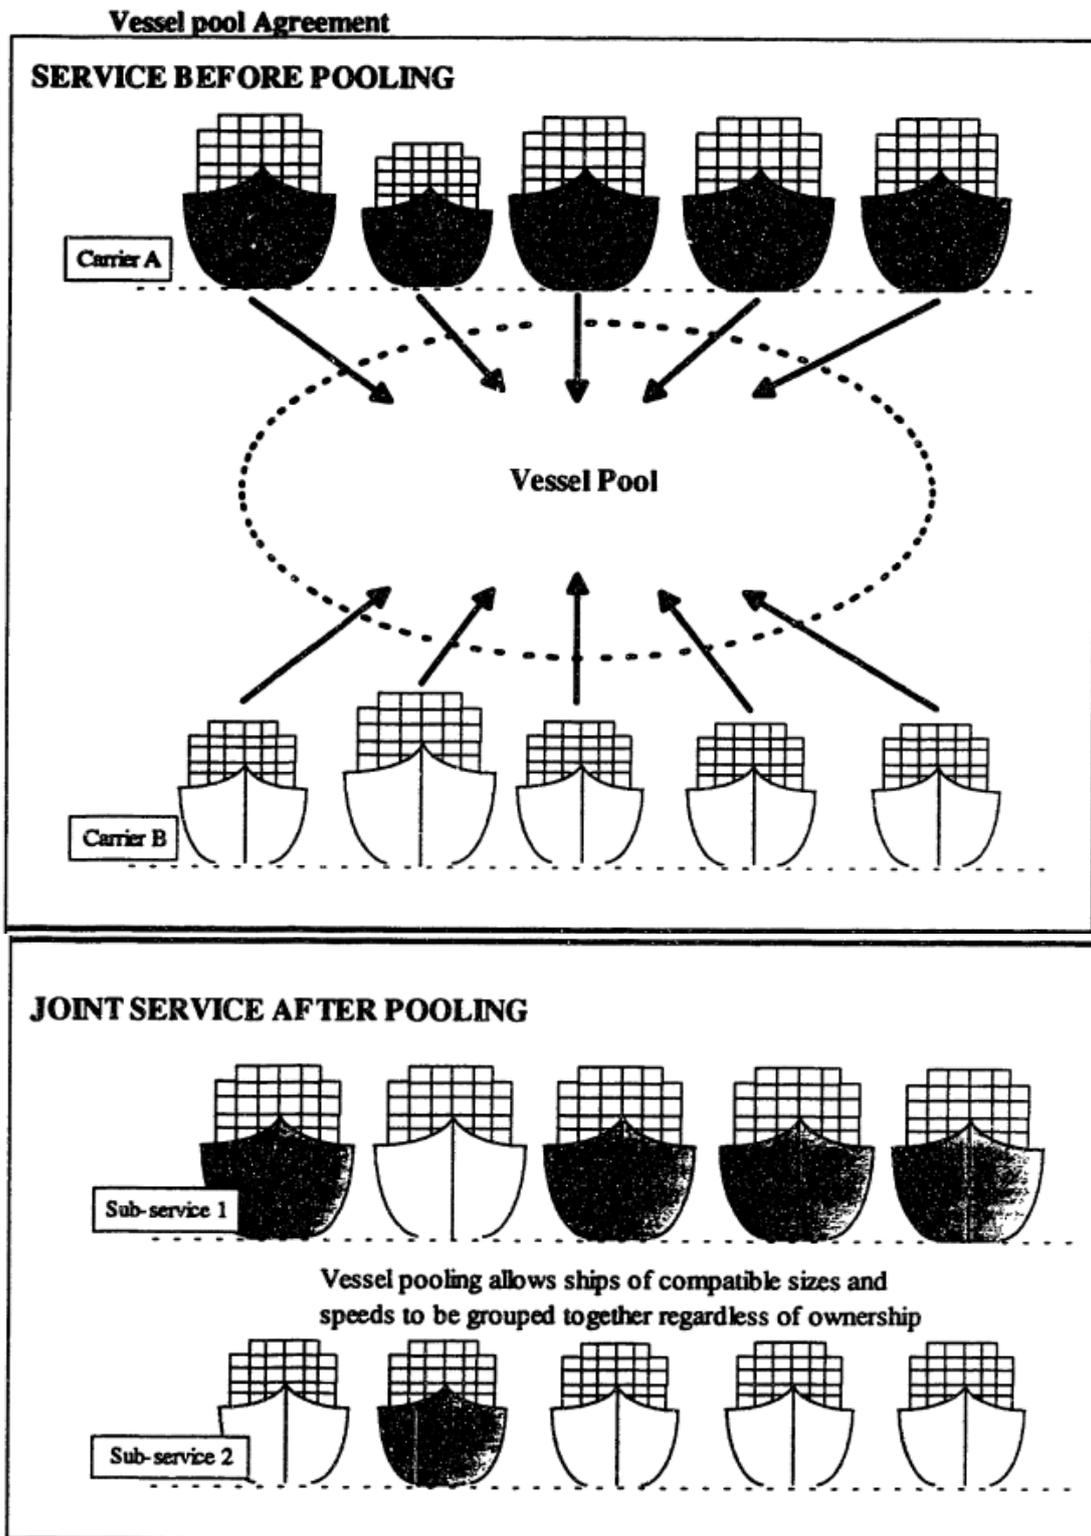 Vessel pool Agreement
SERVICE BEFORE POOLING
Carrier A
Vessel Pool
Carrier B
JOINT SERVICE AFTER POOLING
Sub-service 1
Vessel pooling allows ships of compatible sizes and
speeds to be grouped together regardless of ownership
Sub-service 2